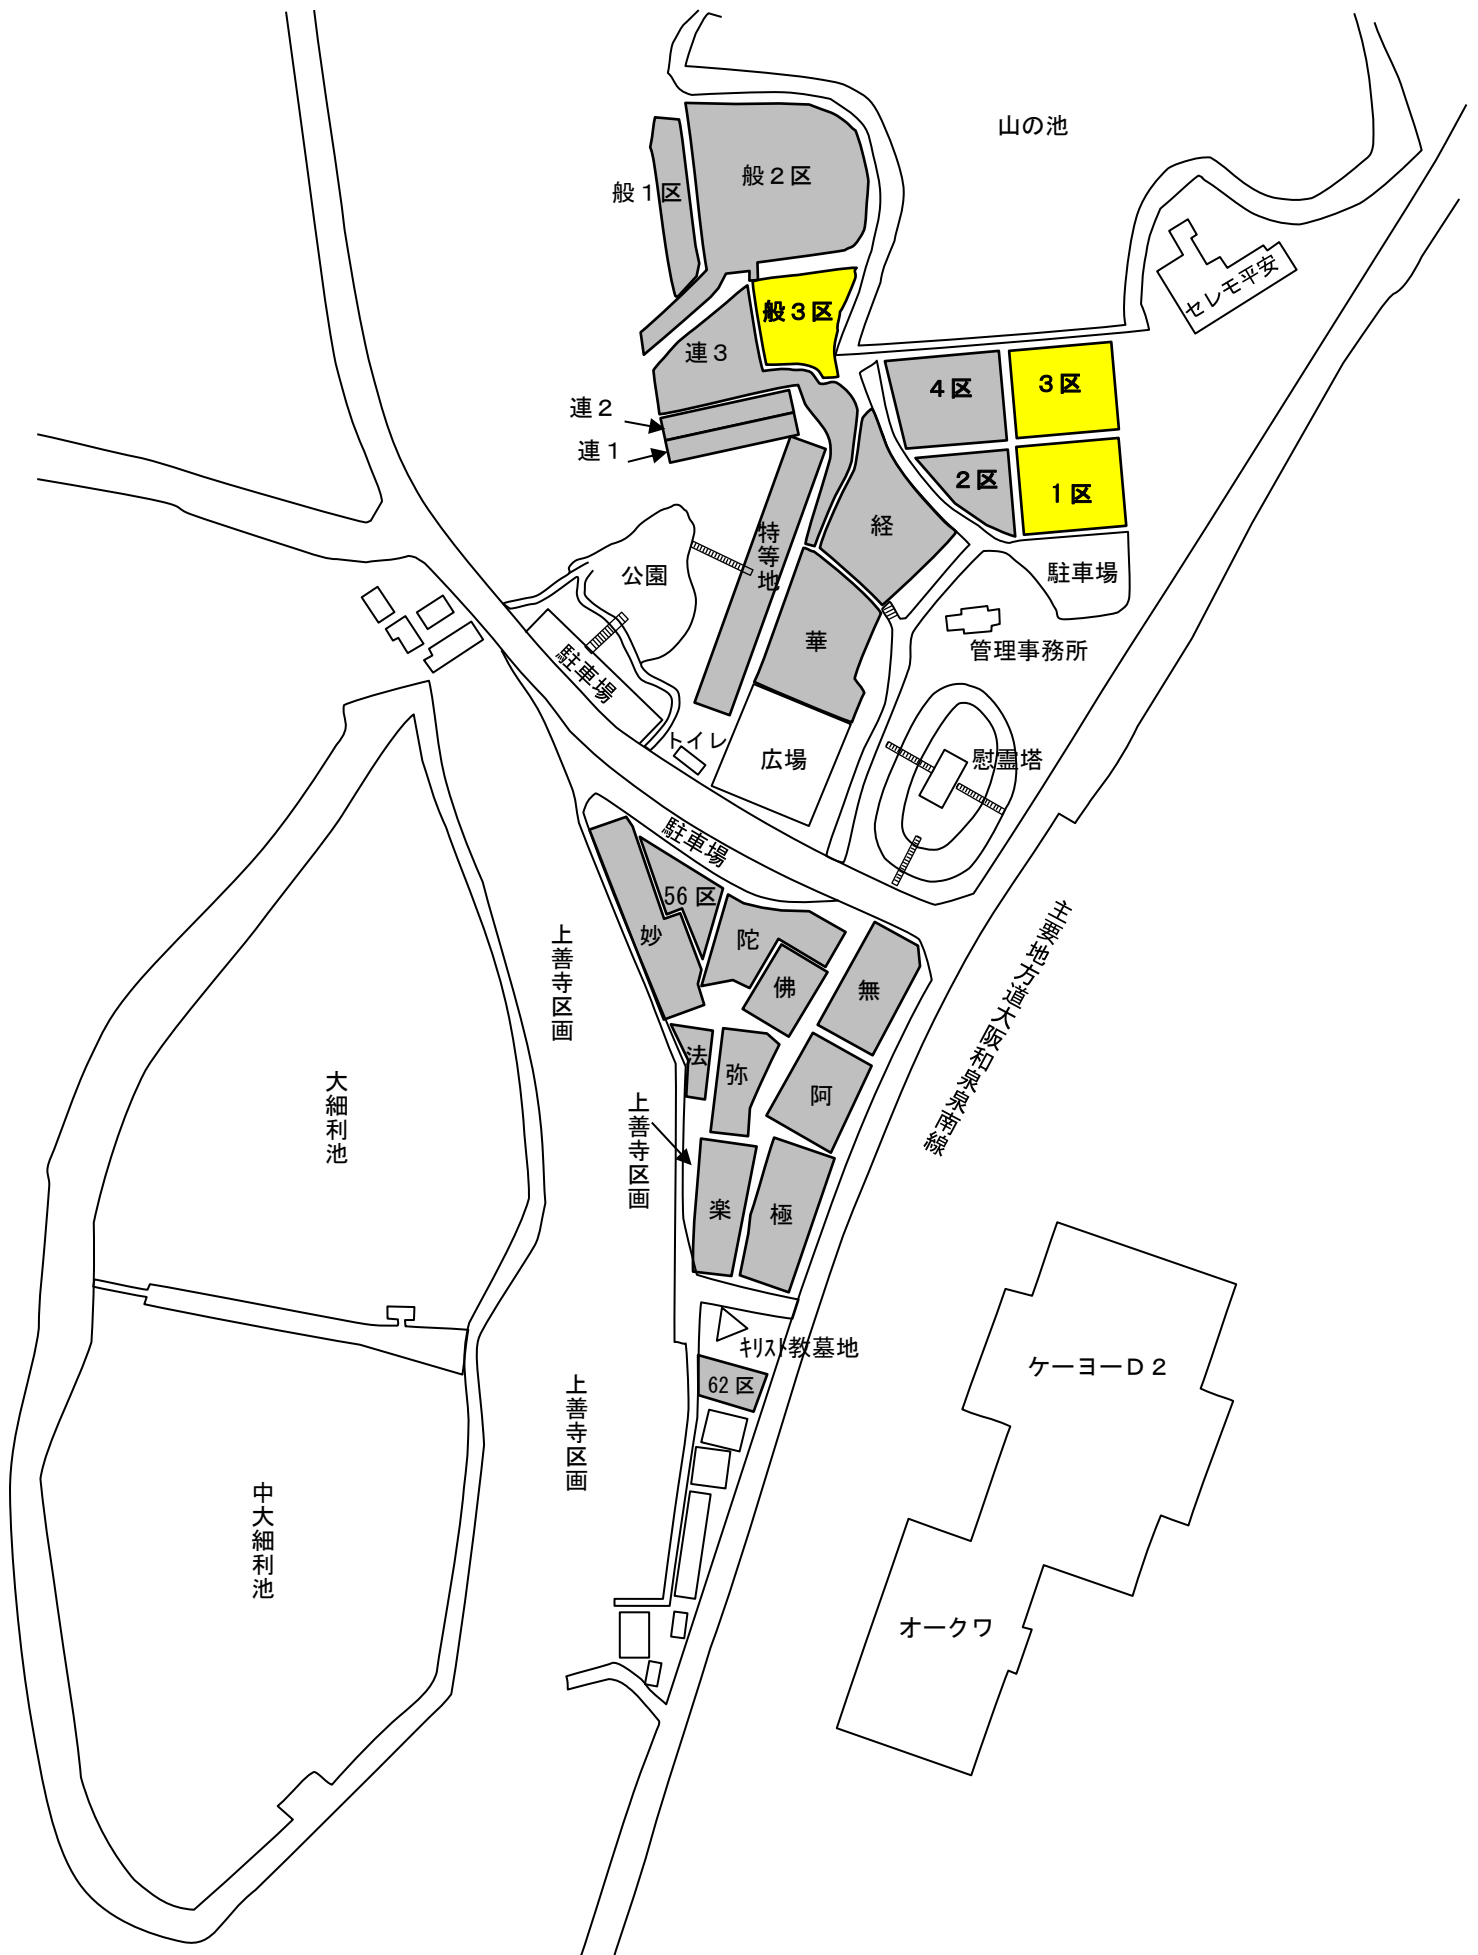 山の池
般２区
般１区
セレモ平安
般３区
連３
４区
３区
連２
連１
２区
１区
経
特等地
公園
駐車場
華
管理事務所
駐車場
トイレ
広場
慰霊塔
駐車場
56 区
妙
陀
上善寺区画
佛
無
主要地方道大阪和泉泉南線
法
弥
大細利池
阿
上善寺区画
楽
極
ｷﾘｽﾄ教墓地
ケーヨーＤ２
62 区
上善寺区画
中大細利池
オークワ